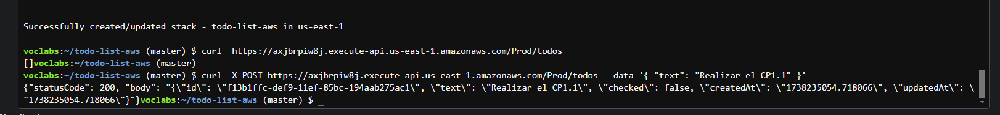 Successfully created/updated stack - todo-list-aws in us-east-1
voclabs:~/todo-list-aws (master) $ curl  https://axjbrpiw8j.execute-api.us-east-1.amazonaws.com/Prod/todos
[]voclabs:~/todo-list-aws (master)
voclabs:~/todo-list-aws (master) $ curl -X POST https://axjbrpiw8j.execute-api.us-east-1.amazonaws.com/Prod/todos --data '{ "text": "Realizar el CP1.1" }'
{"statusCode": 200, "body": "{\"id\": \"f13b1ffc-def9-11ef-85bc-194aab275ac1\", \"text\": \"Realizar el CP1.1\", \"checked\": false, \"createdAt\": \"1738235054.718066\", \"updatedAt\": \
"1738235054.718066\"}"}voclabs:~/todo-list-aws (master) $